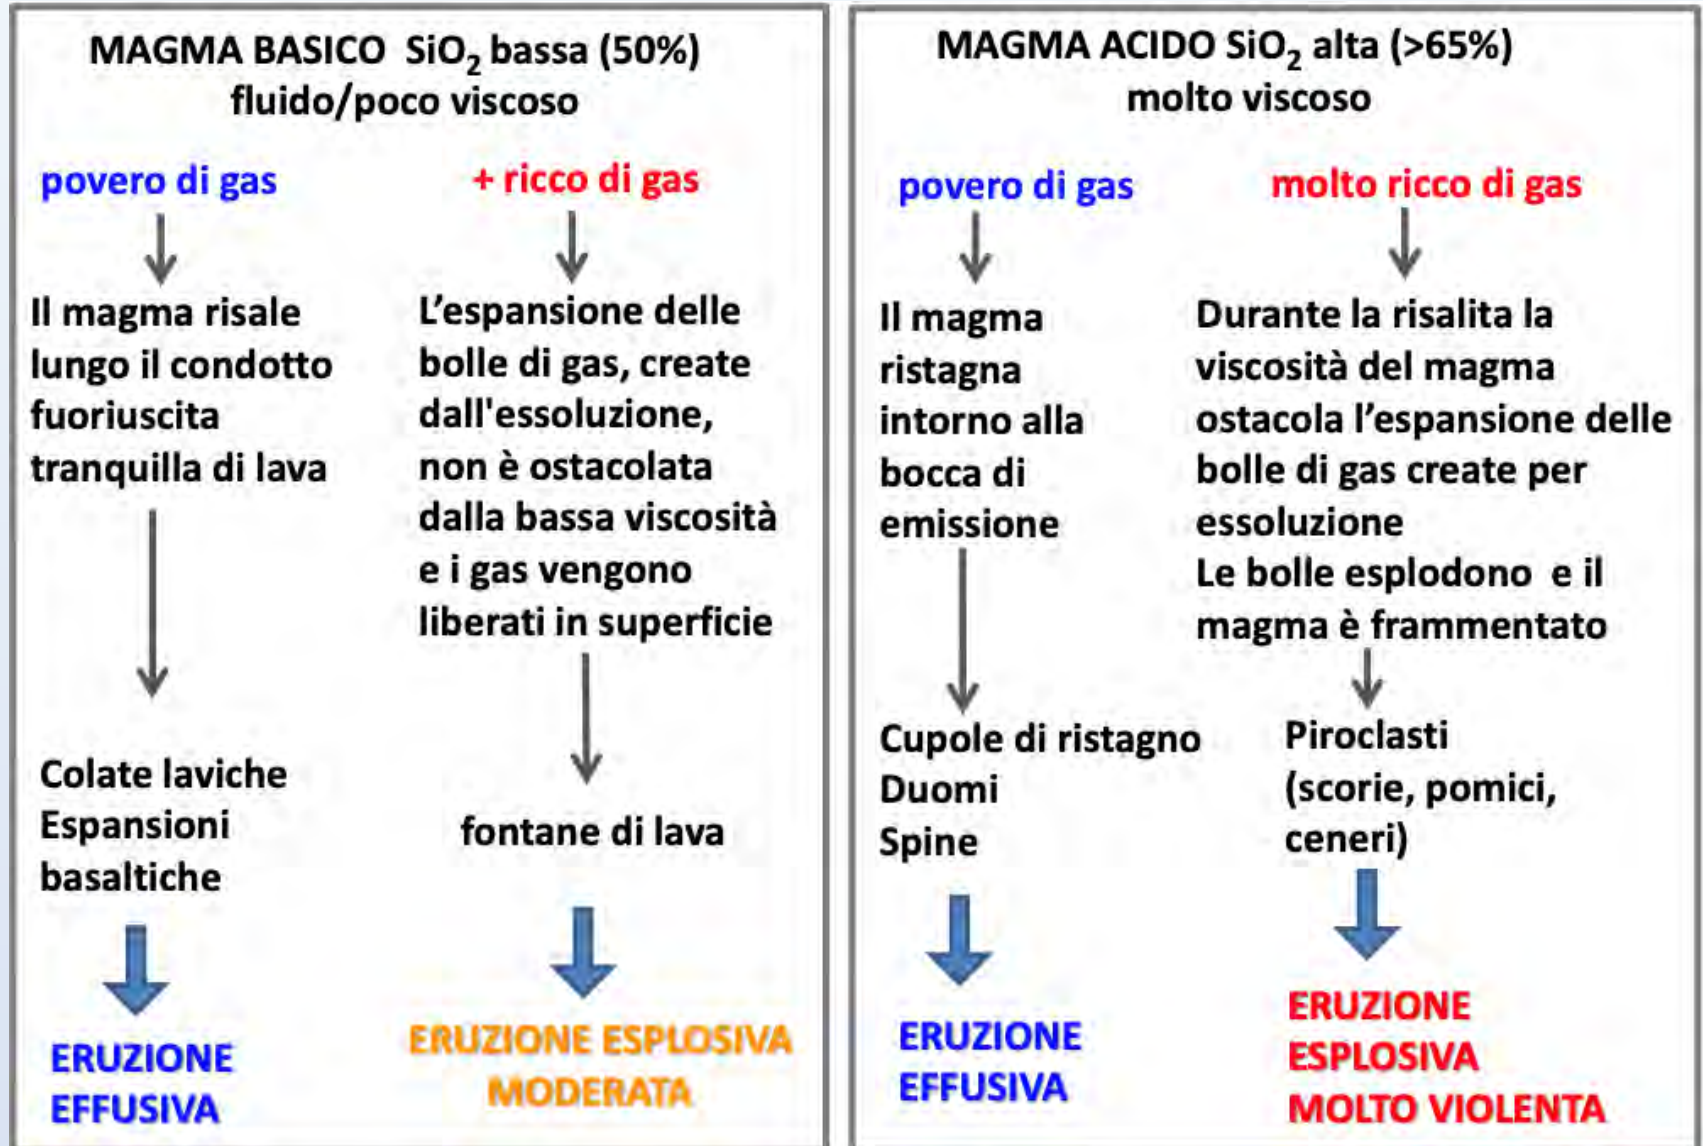 MAGMA BASICO SiO₂ bassa (50%)
fluido/poco viscoso
povero di gas
Il magma risale
lungo il condotto
fuoriuscita
tranquilla di lava
Colate laviche
Espansioni
basaltiche
ERUZIONE
EFFUSIVA
+ ricco di gas
L’espansione delle
bolle di gas, create
dall'essoluzione,
non è ostacolata
dalla bassa viscosità
e i gas vengono
liberati in superficie
fontane di lava
ERUZIONE ESPLOSIVA
MODERATA
MAGMA ACIDO SiO₂ alta (>65%)
molto viscoso
povero di gas
Il magma
ristagna
intorno alla
bocca di
emissione
Cupole di ristagno
Duomi
Spine
ERUZIONE
EFFUSIVA
molto ricco di gas
Durante la risalita la
viscosità del magma
ostacola l’espansione delle
bolle di gas create per
essoluzione
Le bolle esplodono e il
magma è frammentato
Piroclasti
(scorie, pomici,
ceneri)
ERUZIONE
ESPLOSIVA
MOLTO VIOLENTA